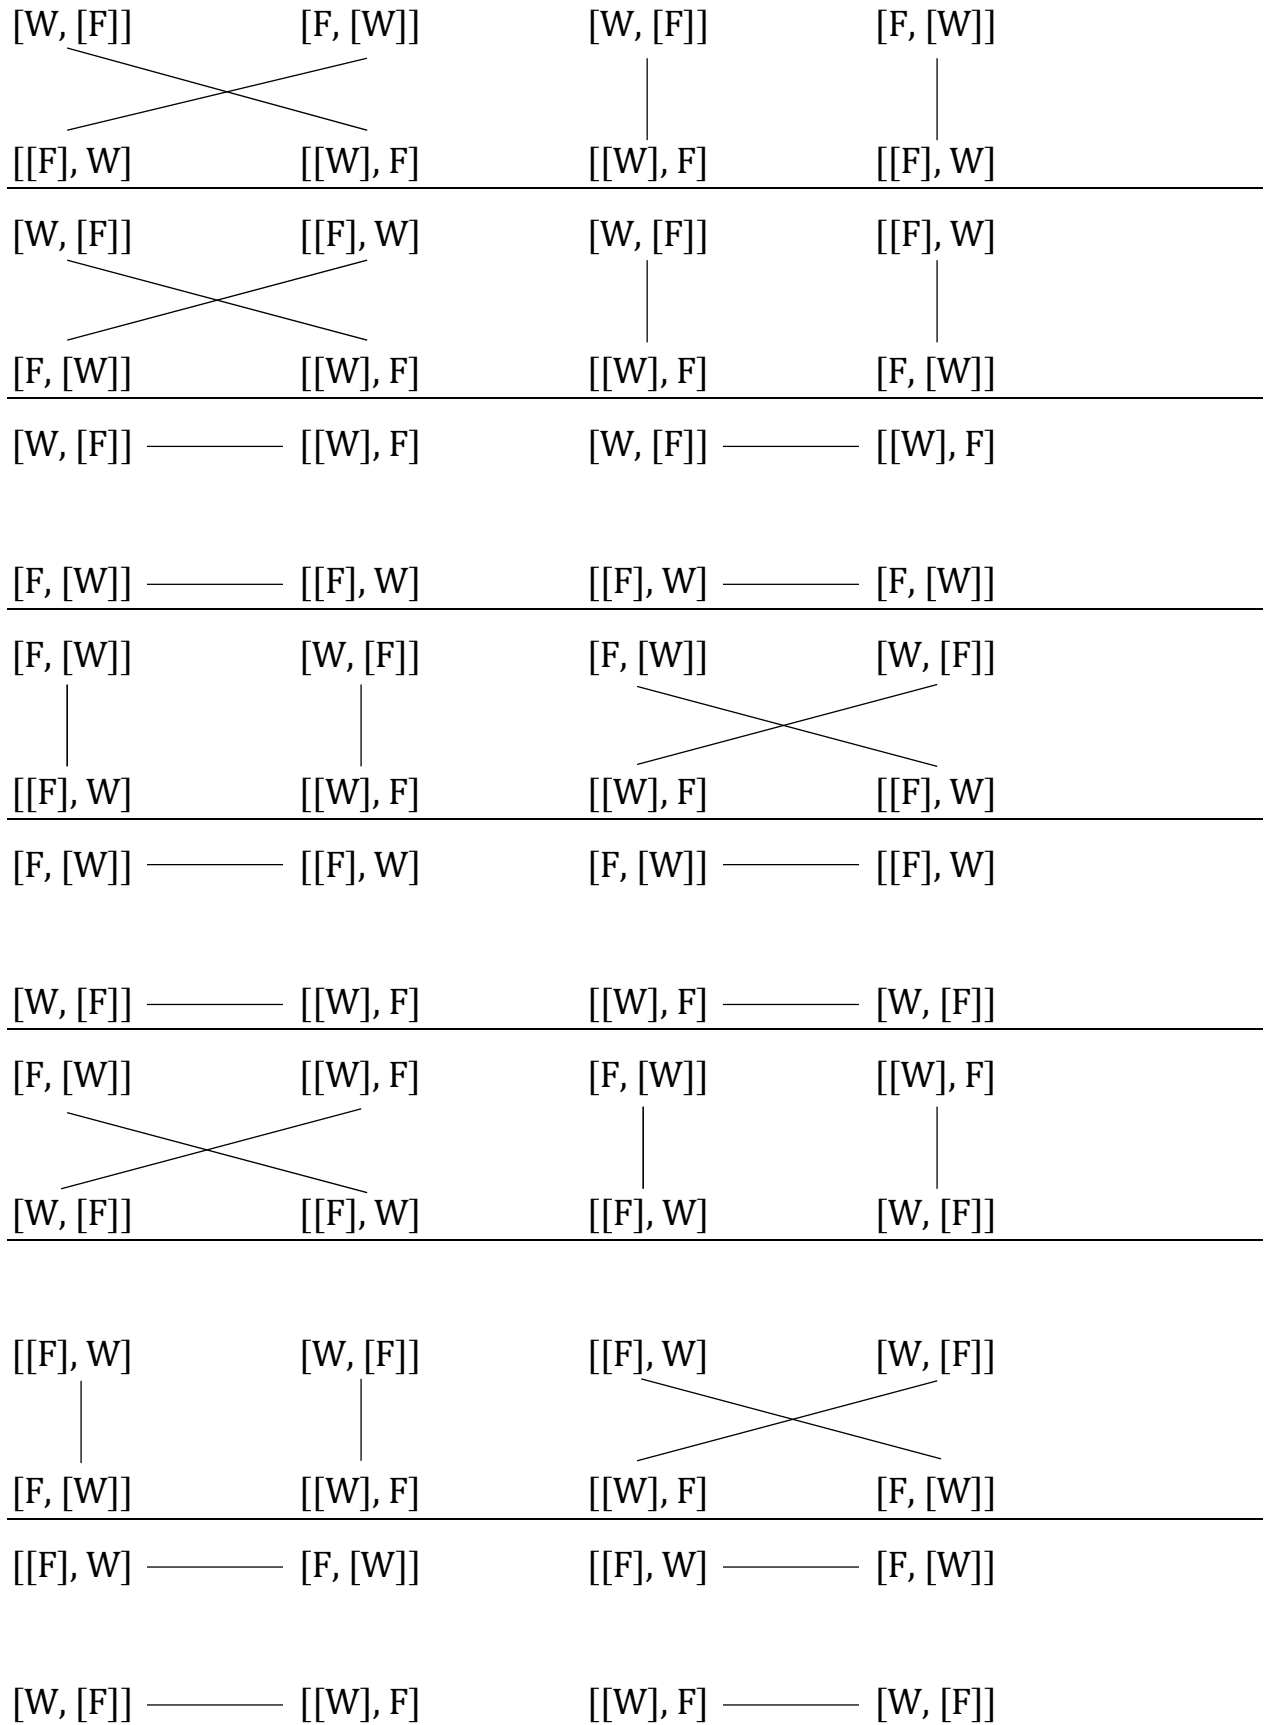 [W, [F]] [F, [W]] [W, [F]] [F, [W]]
[[F], W] [[W], F] [[W], F] [[F], W]
[W, [F]] [[F], W] [W, [F]] [[F], W]
[F, [W]] [[W], F] [[W], F] [F, [W]]
[W, [F]] [[W], F] [W, [F]] [[W], F]
[F, [W]] [[F], W] [[F], W] [F, [W]]
[F, [W]] [W, [F]] [F, [W]] [W, [F]]
[[F], W] [[W], F] [[W], F] [[F], W]
[F, [W]] [[F], W] [F, [W]] [[F], W]
[W, [F]] [[W], F] [[W], F] [W, [F]]
[F, [W]] [[W], F] [F, [W]] [[W], F]
[W, [F]] [[F], W] [[F], W] [W, [F]]
[[F], W] [W, [F]] [[F], W] [W, [F]]
[F, [W]] [[W], F] [[W], F] [F, [W]]
[[F], W] [F, [W]] [[F], W] [F, [W]]
[W, [F]] [[W], F] [[W], F] [W, [F]]